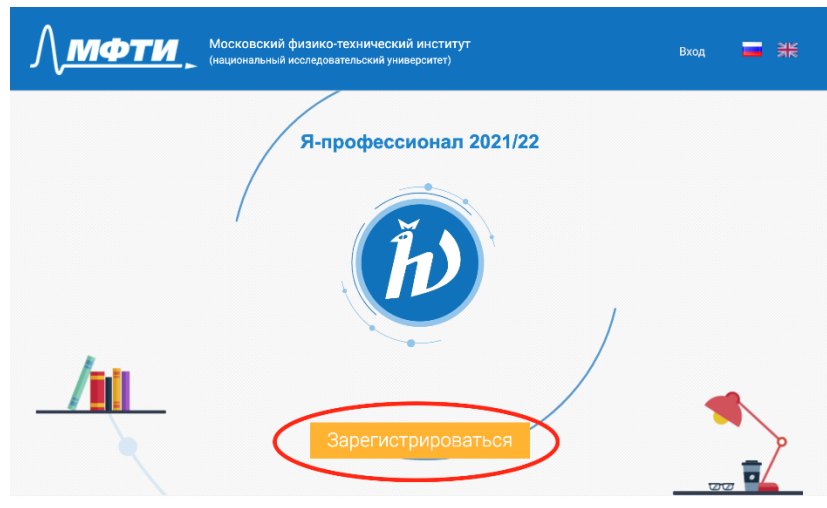 МФТИ
Московский физико-технический институт
(национальный исследовательский университет)
Вход
Я-профессионал 2021/22
Зарегистрироваться